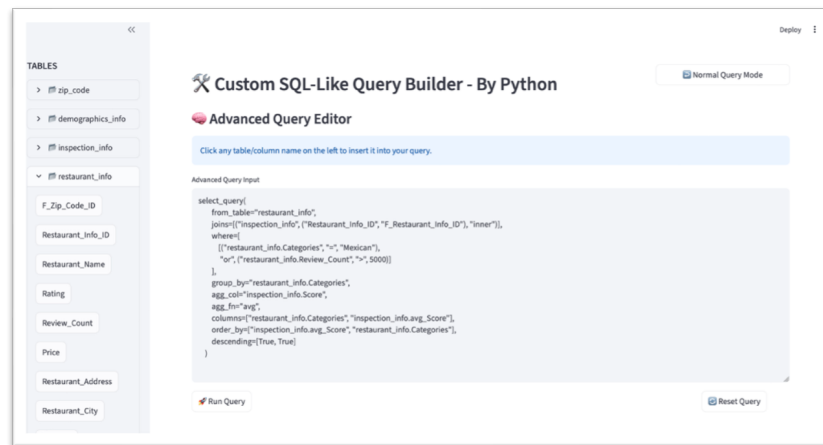 Deploy
TABLES
zip_code
demographics_info
inspection_info
restaurant_info
F_Zip_Code_ID
Restaurant_Info_ID
Restaurant_Name
Rating
Review_Count
Price
Restaurant_Address
Restaurant_City
Custom SQL-Like Query Builder - By Python
Normal Query Mode
Advanced Query Editor
Click any table/column name on the left to insert it into your query.
Advanced Query Input
select_query(
from_table="restaurant_info",
joins=[("inspection_info", ("Restaurant_Info_ID", "F_Restaurant_Info_ID"), "inner")],
where=[
[("restaurant_info.Categories", "=", "Mexican"),
"or", ("restaurant_info.Review_Count", ">", 5000)]
],
group_by="restaurant_info.Categories",
agg_col="inspection_info.Score",
agg_fn="avg",
columns=["restaurant_info.Categories", "inspection_info.avg_Score"],
order_by=["inspection_info.avg_Score", "restaurant_info.Categories"],
descending=[True, True]
)
Run Query
Reset Query